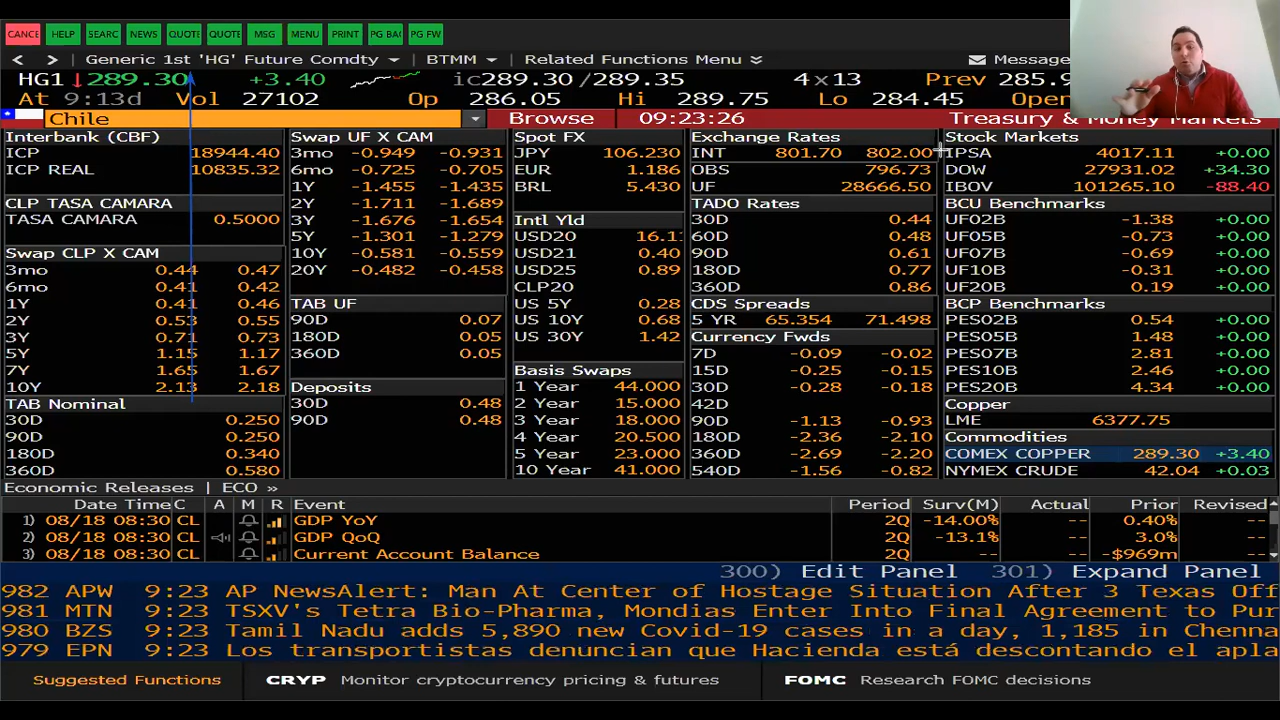 CANCE HELP SEARC NEWS QUOTE QUOTE MSG MENU PRINT PG BA PG FW
< > Generic 1st 'HG' Future Comdty BTMM Related Functions Menu Message
HG1 ↓289.30 +3.40 ic289.30/289.35 4x13 Prev 285.9
At 9:13d Vol 27102 Op 286.05 Hi 289.75 Lo 284.45 Open
Chile Browse 09:23:26 Treasury & Money Markets
Interbank (CBF)
ICP 18944.40
ICP REAL 10835.32
CLP TASA CAMARA
TASA CAMARA 0.5000
Swap CLP X CAM
3mo 0.44 0.47
6mo 0.41 0.42
1Y 0.41 0.46
2Y 0.53 0.55
3Y 0.71 0.73
5Y 1.15 1.17
7Y 1.65 1.67
10Y 2.13 2.18
TAB Nominal
30D 0.250
90D 0.250
180D 0.340
360D 0.580
Swap UF X CAM
3mo -0.949 -0.931
6mo -0.725 -0.705
1Y -1.455 -1.435
2Y -1.711 -1.689
3Y -1.676 -1.654
5Y -1.301 -1.279
10Y -0.581 -0.559
20Y -0.482 -0.458
TAB UF
90D 0.07
180D 0.05
360D 0.05
Deposits
30D 0.48
90D 0.48
Spot FX
JPY 106.230
EUR 1.186
BRL 5.430
Intl Yld
USD20 16.11
USD21 0.40
USD25 0.89
CLP20
US 5Y 0.28
US 10Y 0.68
US 30Y 1.42
Basis Swaps
1 Year 44.000
2 Year 15.000
3 Year 18.000
4 Year 20.500
5 Year 23.000
10 Year 41.000
Exchange Rates
INT 801.70 802.00
OBS 796.73
UF 28666.50
TADO Rates
30D 0.44
60D 0.48
90D 0.61
180D 0.77
360D 0.86
CDS Spreads
5 YR 65.354 71.498
Currency Fwds
7D -0.09 -0.02
15D -0.25 -0.15
30D -0.28 -0.18
42D
90D -1.13 -0.93
180D -2.36 -2.10
360D -2.69 -2.20
540D -1.56 -0.82
Stock Markets
IPSA 4017.11 +0.00
DOW 27931.02 +34.30
IBOV 101265.10 -88.40
BCU Benchmarks
UF02B -1.38 +0.00
UF05B -0.73 +0.00
UF07B -0.69 +0.00
UF10B -0.31 +0.00
UF20B 0.19 +0.00
BCP Benchmarks
PES02B 0.54 +0.00
PES05B 1.48 +0.00
PES07B 2.81 +0.00
PES10B 2.46 +0.00
PES20B 4.34 +0.00
Copper
LME 6377.75
Commodities
COMEX COPPER 289.30 +3.40
NYMEX CRUDE 42.04 +0.03
Economic Releases | ECO »
Date Time C A M R Event Period Surv(M) Actual Prior Revised
1) 08/18 08:30 CL GDP YoY 2Q -14.00% -- 0.40% --
2) 08/18 08:30 CL GDP QoQ 2Q -13.1% -- 3.0% --
3) 08/18 08:30 CL Current Account Balance 2Q -- -- -$969m --
300) Edit Panel 301) Expand Panel
982 APW 9:23 AP NewsAlert: Man At Center of Hostage Situation After 3 Texas Off
981 MTN 9:23 TSXV's Tetra Bio-Pharma, Mondias Enter Into Final Agreement to Pur
980 BZS 9:23 Tamil Nadu adds 5,890 new Covid-19 cases in a day, 1,185 in Chenna
979 EPN 9:23 Los transportistas denuncian que Hacienda está descontando el apla
Suggested Functions CRYP Monitor cryptocurrency pricing & futures FOMC Research FOMC decisions